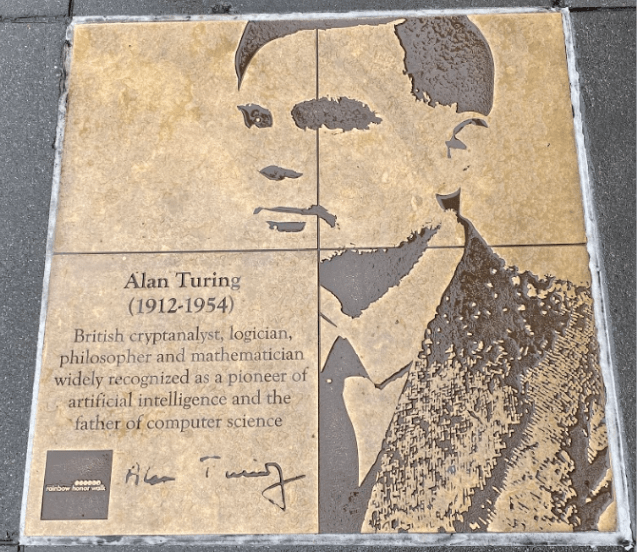 Alan Turing
(1912-1954)
British cryptanalyst, logician,
philosopher and mathematician
widely recognized as a pioneer of
artificial intelligence and the
father of computer science
rainbow honor walk
Alan Turing